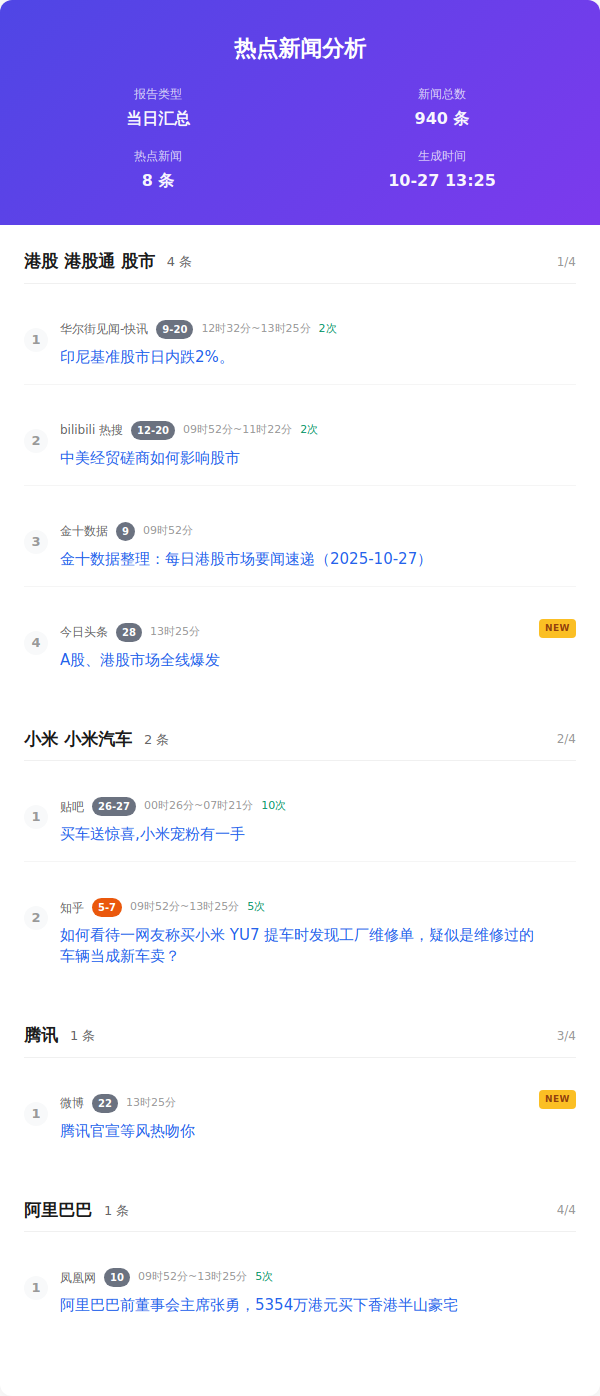 热点新闻分析
报告类型
新闻总数
当日汇总
940 条
热点新闻
生成时间
8 条
10-27 13:25
港股 港股通 股市 4 条 1/4
1 华尔街见闻-快讯 9-20 12时32分~13时25分 2次
印尼基准股市日内跌2%。
2 bilibili 热搜 12-20 09时52分~11时22分 2次
中美经贸磋商如何影响股市
3 金十数据 9 09时52分
金十数据整理：每日港股市场要闻速递（2025-10-27）
4 今日头条 28 13时25分 NEW
A股、港股市场全线爆发
小米 小米汽车 2 条 2/4
1 贴吧 26-27 00时26分~07时21分 10次
买车送惊喜,小米宠粉有一手
2 知乎 5-7 09时52分~13时25分 5次
如何看待一网友称买小米 YU7 提车时发现工厂维修单，疑似是维修过的
车辆当成新车卖？
腾讯 1 条 3/4
1 微博 22 13时25分 NEW
腾讯官宣等风热吻你
阿里巴巴 1 条 4/4
1 凤凰网 10 09时52分~13时25分 5次
阿里巴巴前董事会主席张勇，5354万港元买下香港半山豪宅